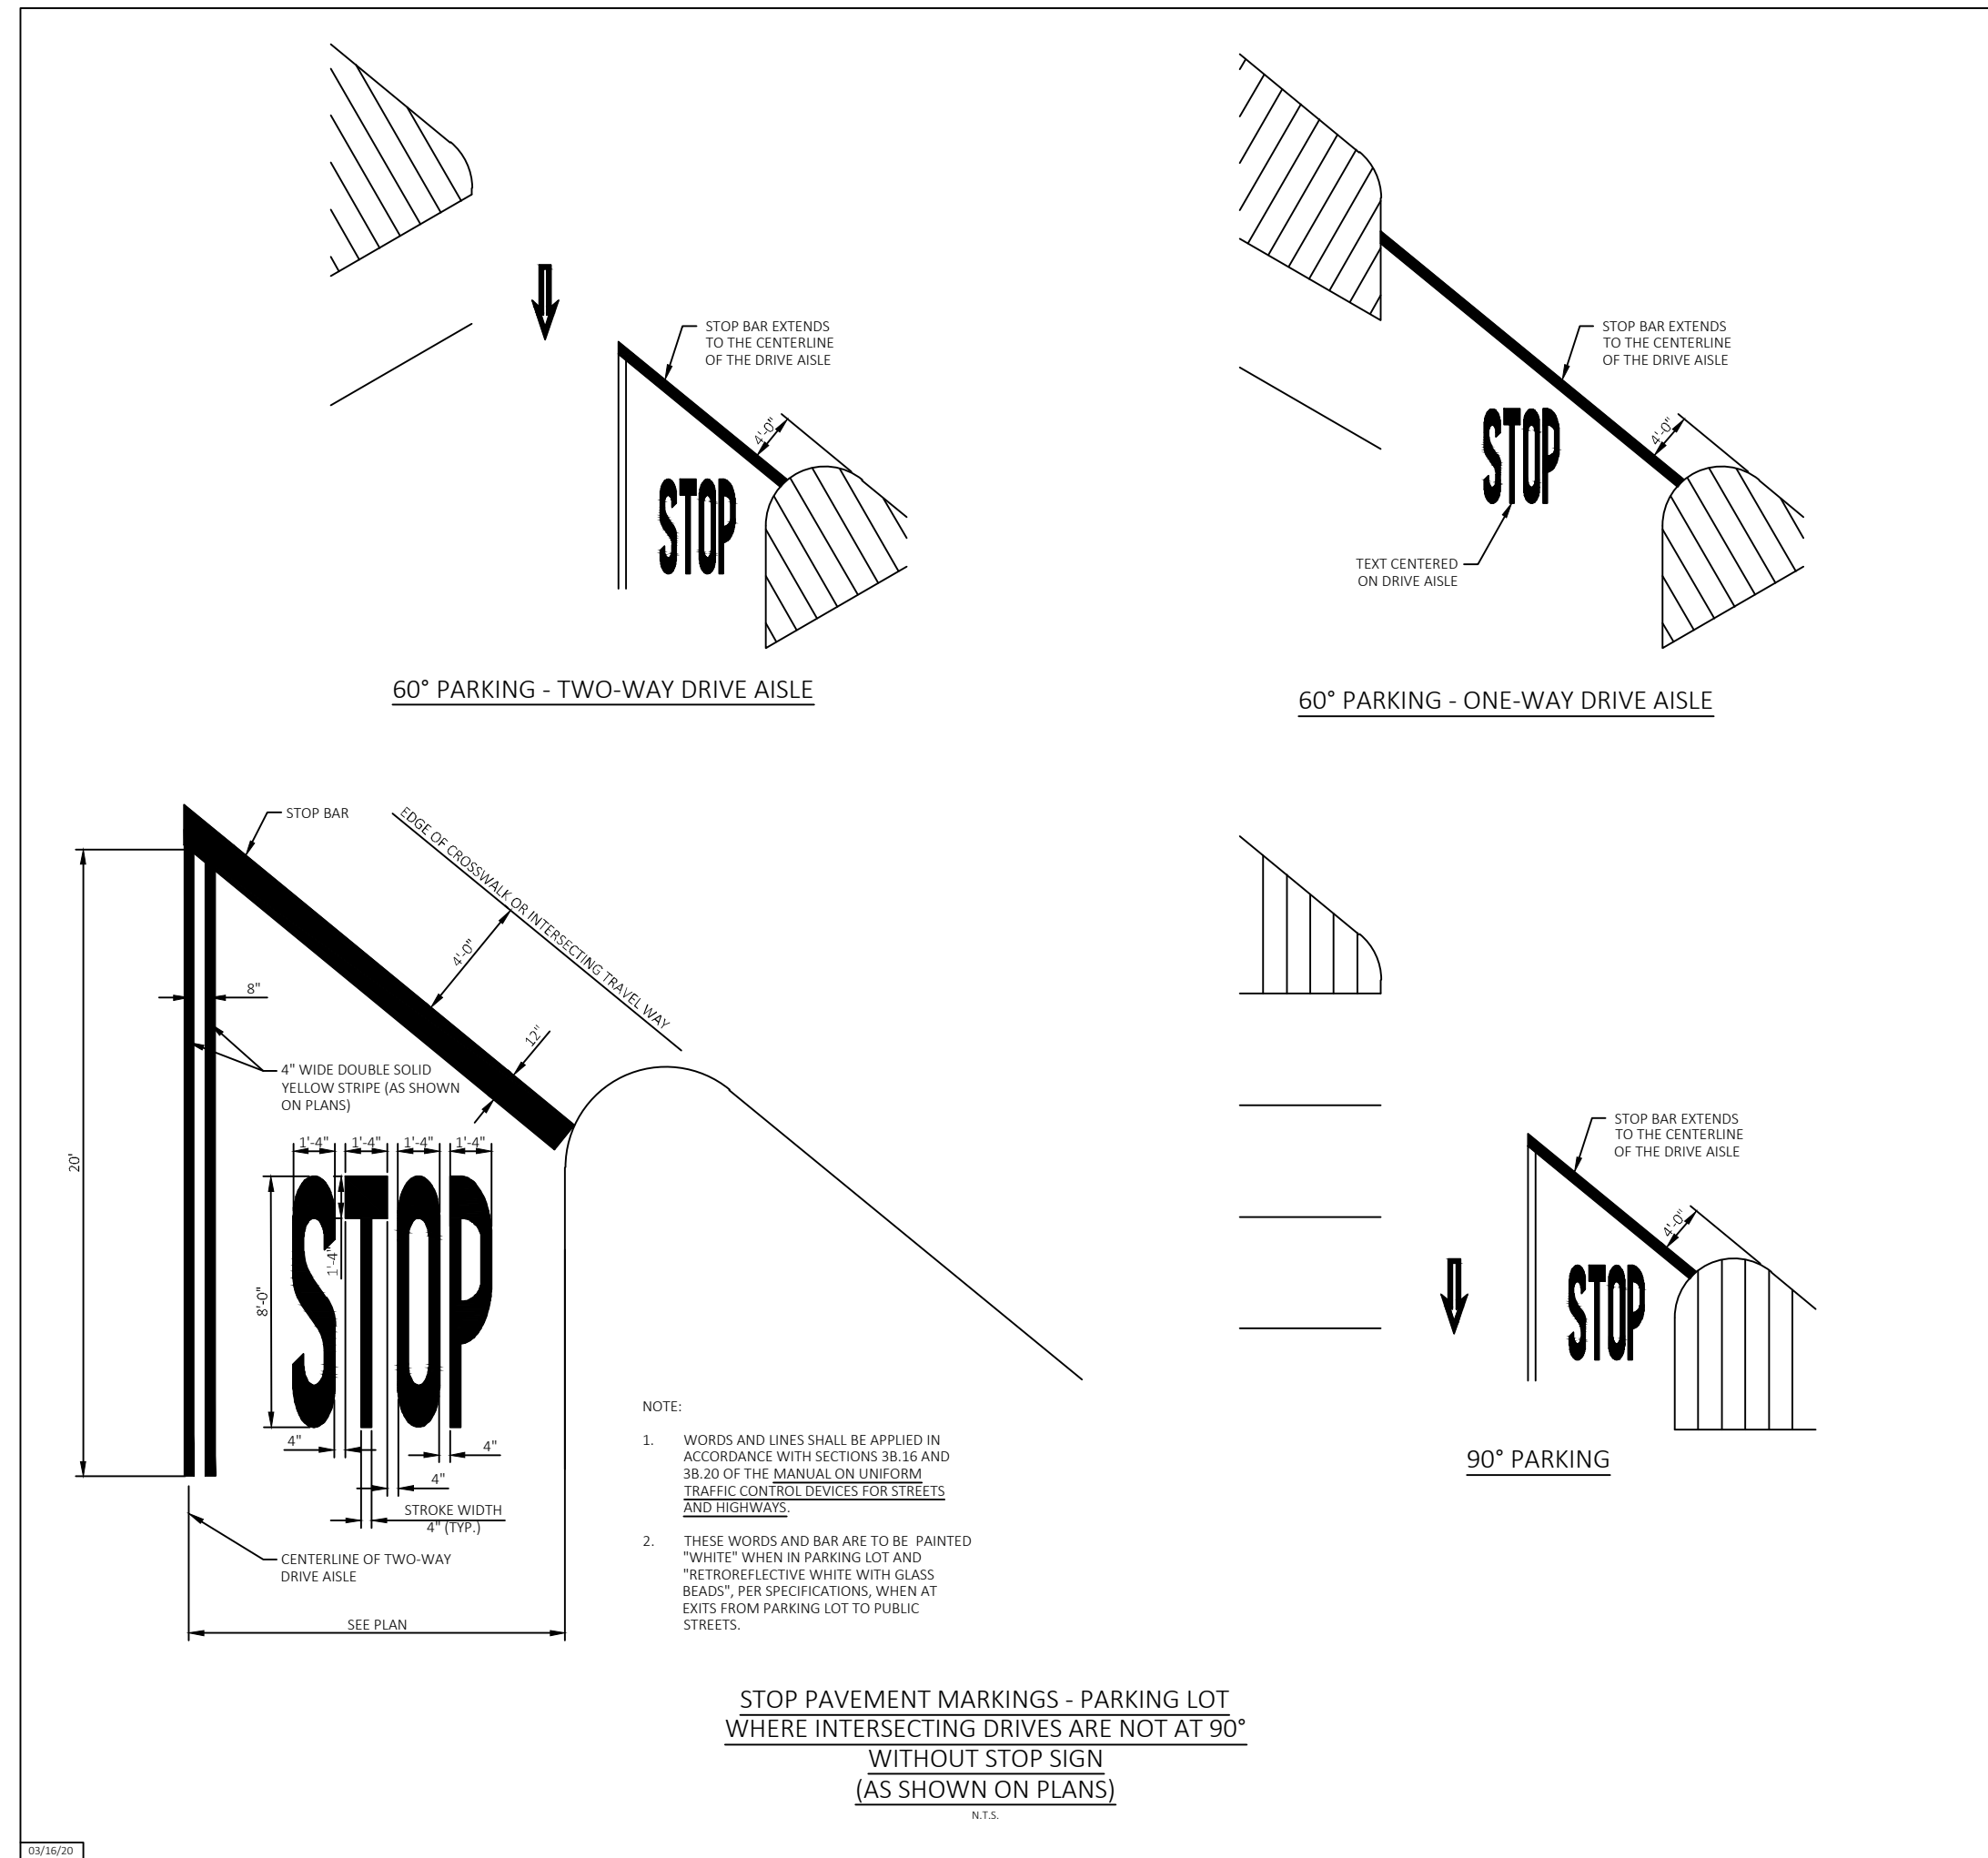 STOP BAR EXTENDS
TO THE CENTERLINE
OF THE DRIVE AISLE
4'-0"
STOP
60° PARKING - TWO-WAY DRIVE AISLE
STOP BAR EXTENDS
TO THE CENTERLINE
OF THE DRIVE AISLE
4'-0"
STOP
TEXT CENTERED
ON DRIVE AISLE
60° PARKING - ONE-WAY DRIVE AISLE
STOP BAR
EDGE OF CROSSWALK OR INTERSECTING TRAVEL WAY
4'-0"
8"
12"
4" WIDE DOUBLE SOLID
YELLOW STRIPE (AS SHOWN
ON PLANS)
20'
1'-4" 1'-4" 1'-4" 1'-4"
1'-4"
8'-0"
STOP
4" 4"
4"
STROKE WIDTH
4" (TYP.)
CENTERLINE OF TWO-WAY
DRIVE AISLE
SEE PLAN
NOTE:
1. WORDS AND LINES SHALL BE APPLIED IN
ACCORDANCE WITH SECTIONS 3B.16 AND
3B.20 OF THE MANUAL ON UNIFORM
TRAFFIC CONTROL DEVICES FOR STREETS
AND HIGHWAYS.
2. THESE WORDS AND BAR ARE TO BE PAINTED
"WHITE" WHEN IN PARKING LOT AND
"RETROREFLECTIVE WHITE WITH GLASS
BEADS", PER SPECIFICATIONS, WHEN AT
EXITS FROM PARKING LOT TO PUBLIC
STREETS.
STOP BAR EXTENDS
TO THE CENTERLINE
OF THE DRIVE AISLE
4'-0"
STOP
90° PARKING
STOP PAVEMENT MARKINGS - PARKING LOT
WHERE INTERSECTING DRIVES ARE NOT AT 90°
WITHOUT STOP SIGN
(AS SHOWN ON PLANS)
N.T.S.
03/16/20